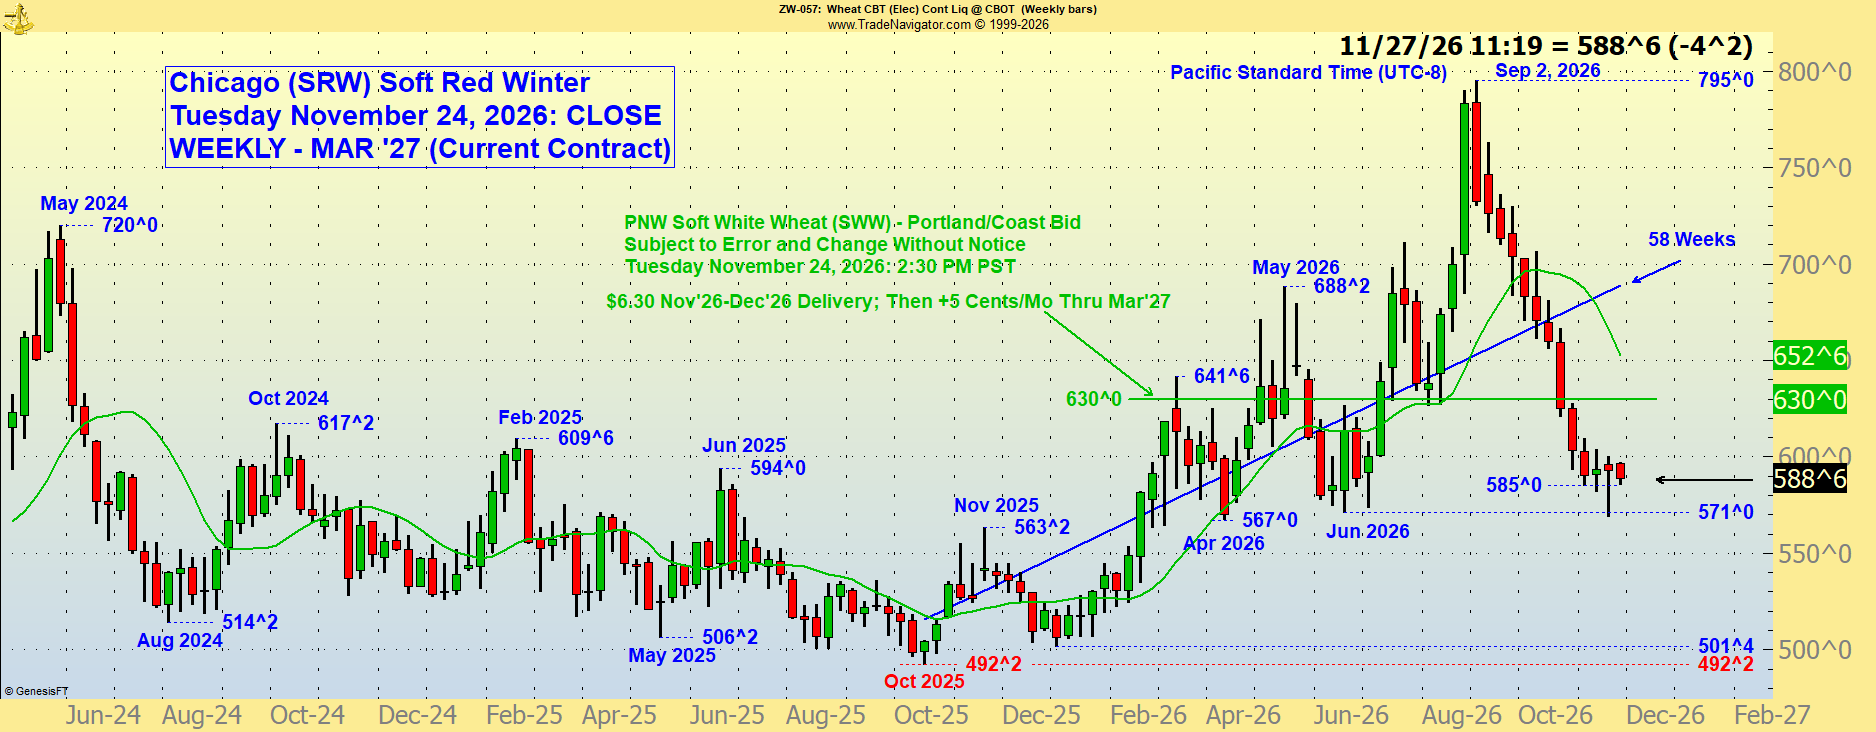 ZW-057: Wheat CBT (Elec) Cont Liq @ CBOT (Weekly bars)
www.TradeNavigator.com © 1999-2026
11/27/26 11:19 = 588^6 (-4^2)
Pacific Standard Time (UTC-8)
Sep 2, 2026
795^0
800^0
Chicago (SRW) Soft Red Winter
Tuesday November 24, 2026: CLOSE
WEEKLY - MAR '27 (Current Contract)
750^0
May 2024
720^0
PNW Soft White Wheat (SWW) - Portland/Coast Bid
Subject to Error and Change Without Notice
Tuesday November 24, 2026: 2:30 PM PST
$6.30 Nov'26-Dec'26 Delivery; Then +5 Cents/Mo Thru Mar'27
58 Weeks
700^0
May 2026
688^2
652^6
641^6
630^0
630^0
Oct 2024
617^2
Feb 2025
609^6
Jun 2025
594^0
600^0
588^6
585^0
Nov 2025
563^2
567^0
Apr 2026
571^0
Jun 2026
550^0
514^2
Aug 2024
506^2
May 2025
501^4
500^0
492^2
492^2
Oct 2025
© GenesisFT
Jun-24 Aug-24 Oct-24 Dec-24 Feb-25 Apr-25 Jun-25 Aug-25 Oct-25 Dec-25 Feb-26 Apr-26 Jun-26 Aug-26 Oct-26 Dec-26 Feb-27